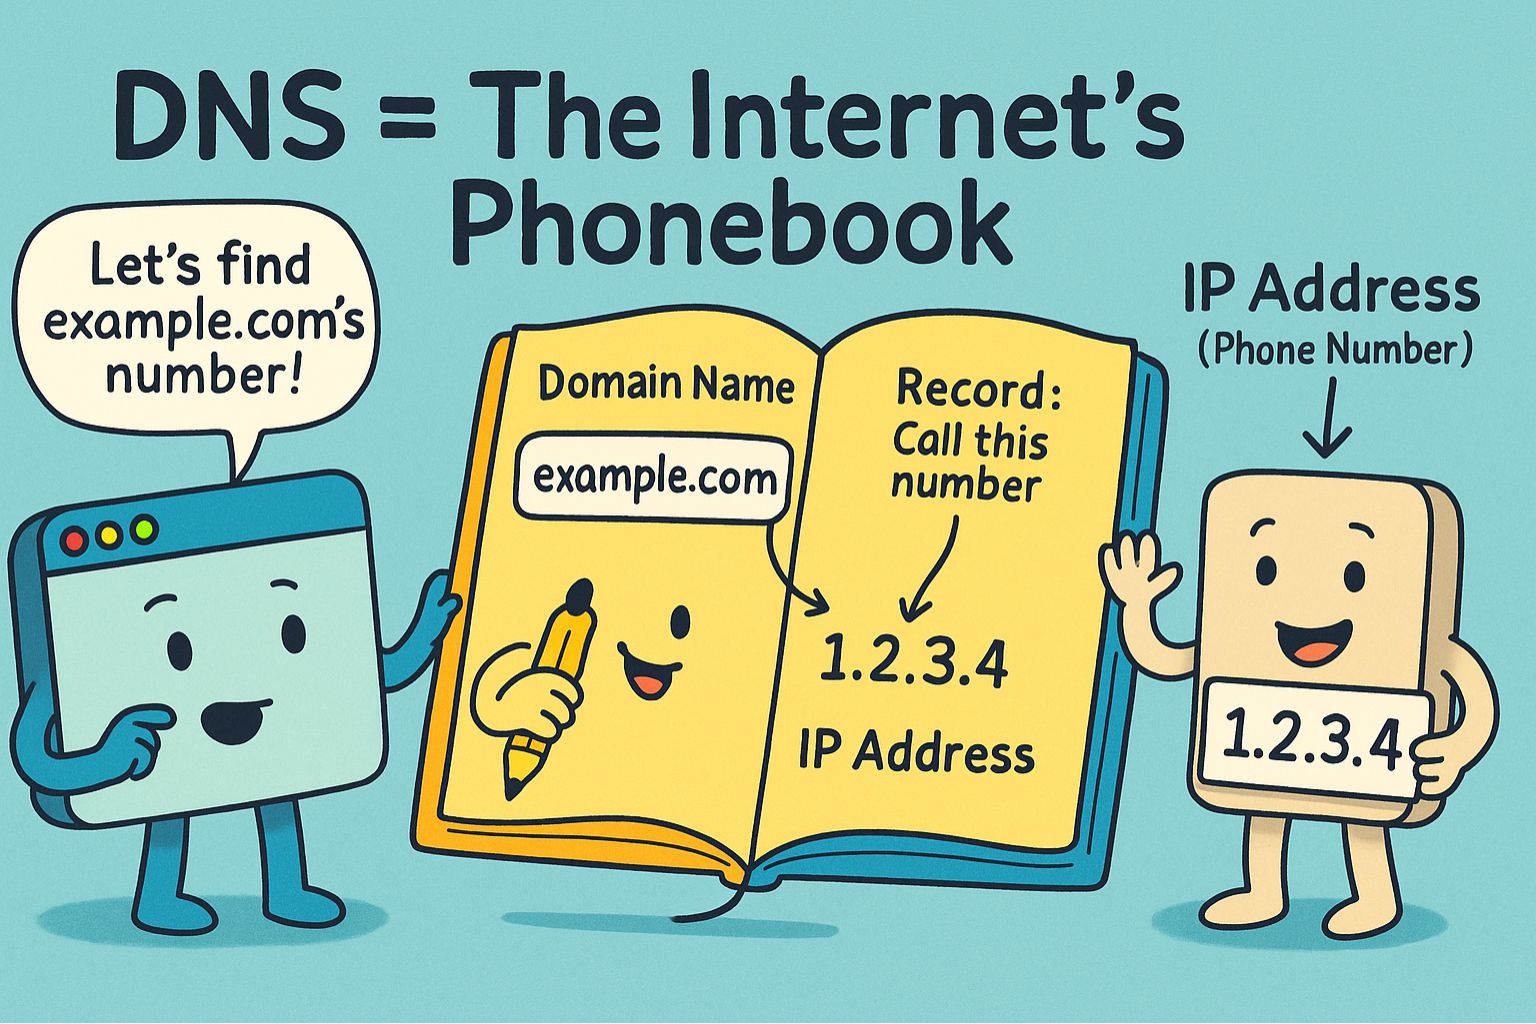 DNS = The Internet's
Phonebook
Let's find
example.com's
number!
Domain Name
example.com
Record:
Call this
number
1.2.3.4
IP Address
IP Address
(Phone Number)
1.2.3.4